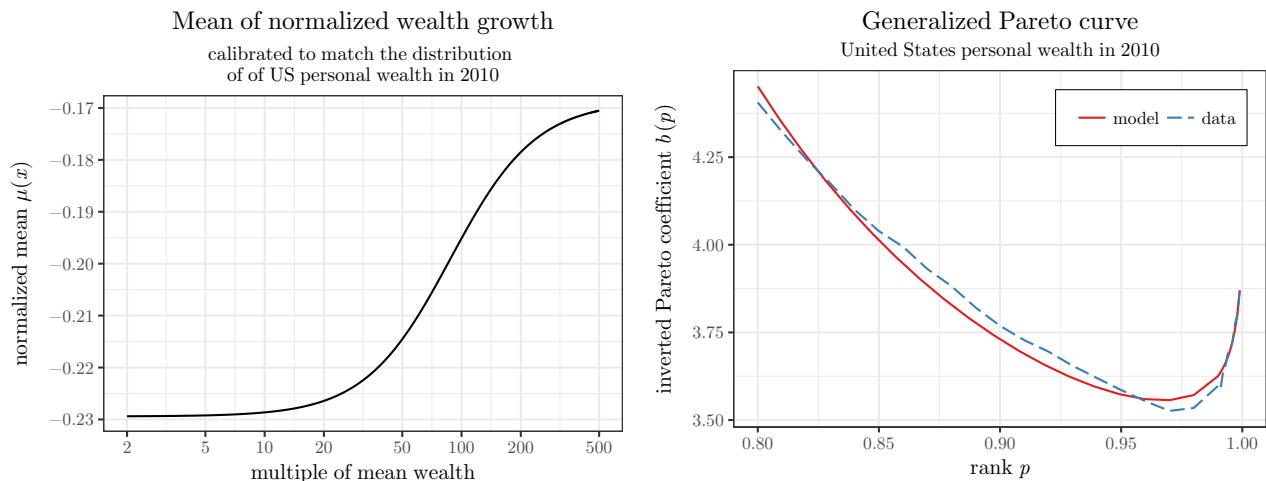 Mean of normalized wealth growth
calibrated to match the distribution
of of US personal wealth in 2010
normalized mean μ(x)
−0.17
−0.18
−0.19
−0.20
−0.21
−0.22
−0.23
2 5 10 20 50 100 200 500
multiple of mean wealth
Generalized Pareto curve
United States personal wealth in 2010
inverted Pareto coefficient b(p)
model data
4.25
4.00
3.75
3.50
0.80 0.85 0.90 0.95 1.00
rank p